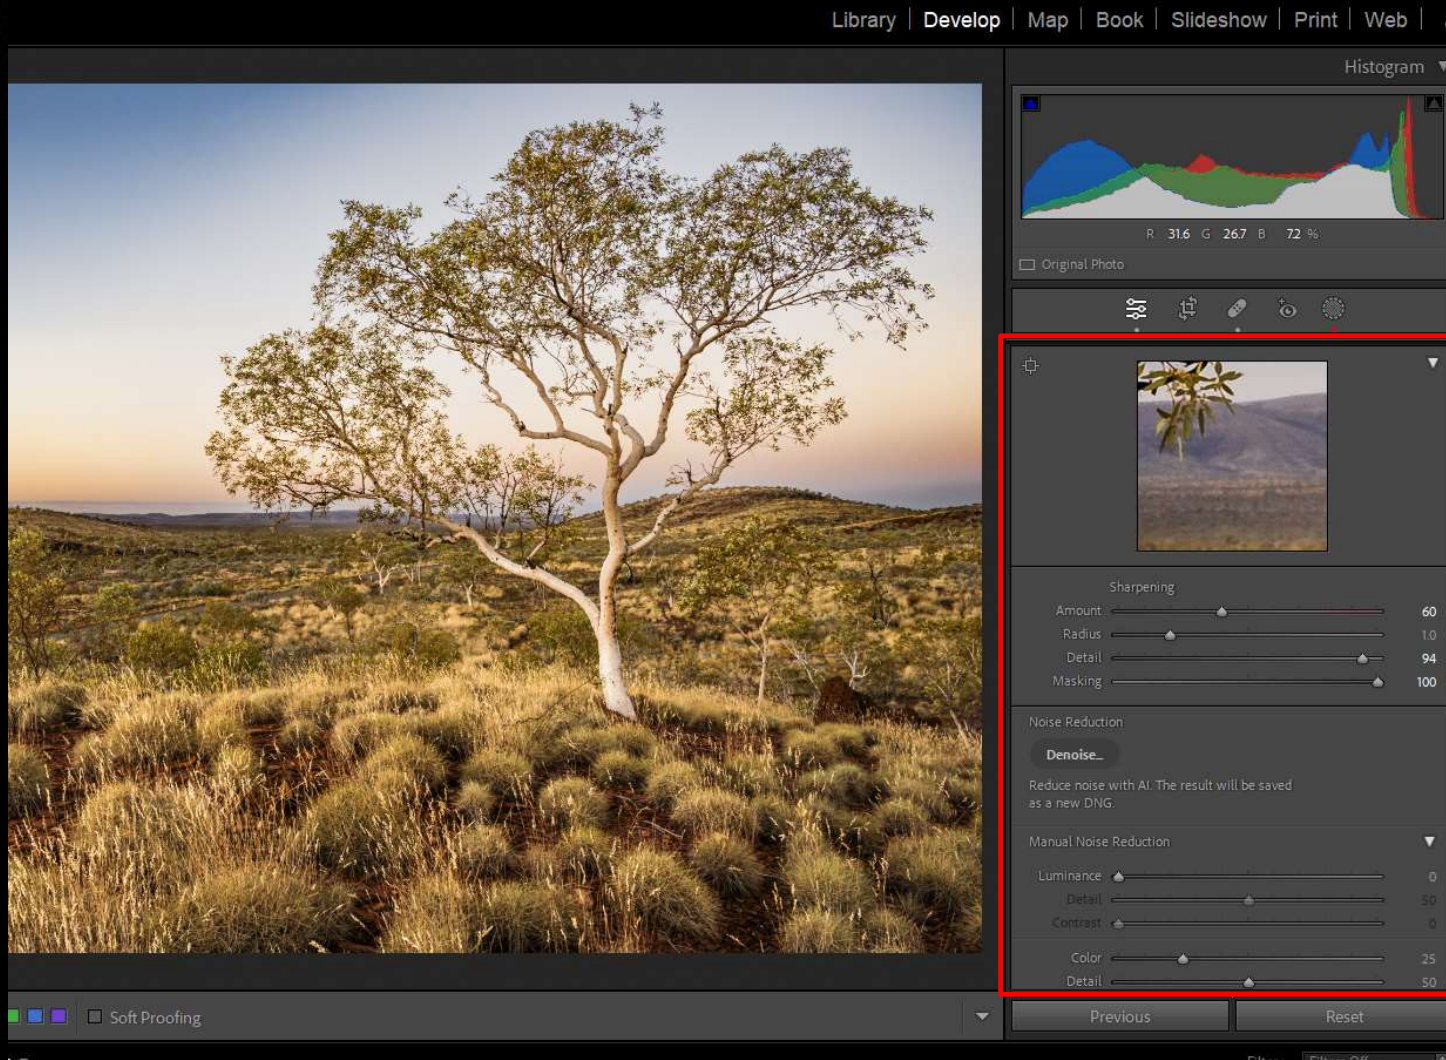 Library | Develop | Map | Book | Slideshow | Print | Web |
Histogram
R 31.6 G 26.7 B 7.2 %
Original Photo
Sharpening
Amount 60
Radius 1.0
Detail 94
Masking 100
Noise Reduction
Denoise...
Reduce noise with AI. The result will be saved
as a new DNG.
Manual Noise Reduction
Luminance 0
Detail 50
Contrast 0
Color 25
Detail 50
Soft Proofing
Previous Reset